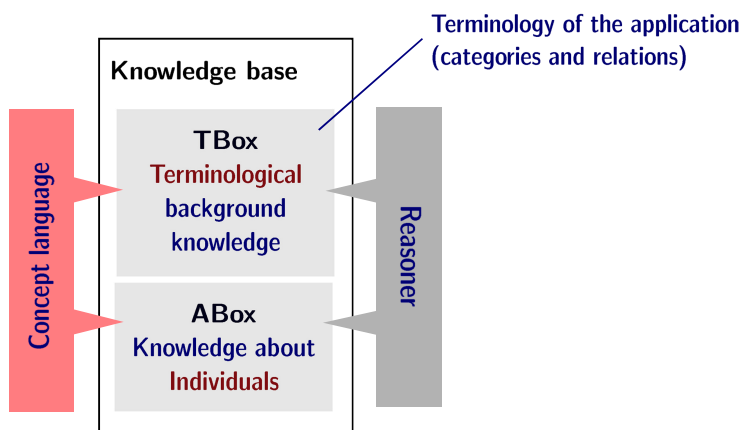 Terminology of the application
(categories and relations)
Knowledge base
TBox
Terminological
background
knowledge
ABox
Knowledge about
Individuals
Concept language
Reasoner